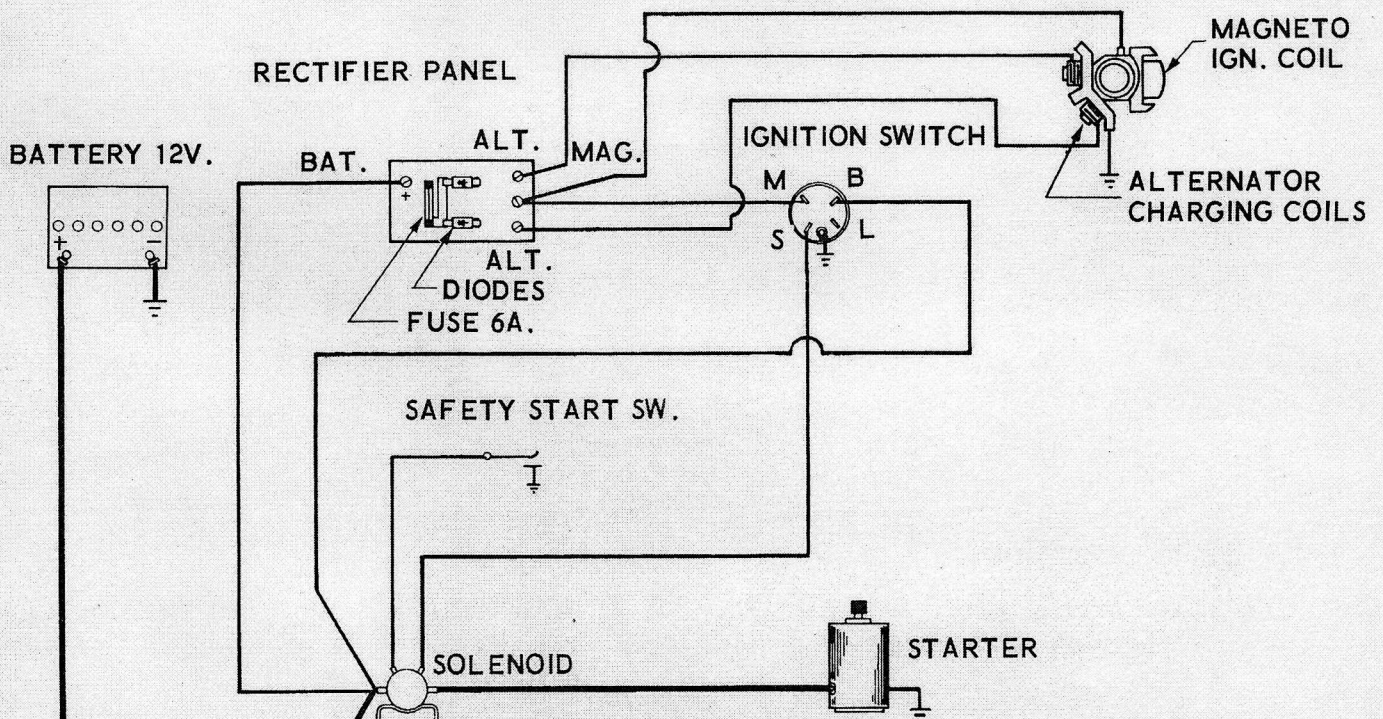 MAGNETO
IGN. COIL
RECTIFIER PANEL
ALT.
MAG.
IGNITION SWITCH
BATTERY 12V.
BAT.
M
B
ALTERNATOR
CHARGING COILS
+
+
-
S
L
ALT.
DIODES
FUSE 6A.
SAFETY START SW.
SOLENOID
STARTER